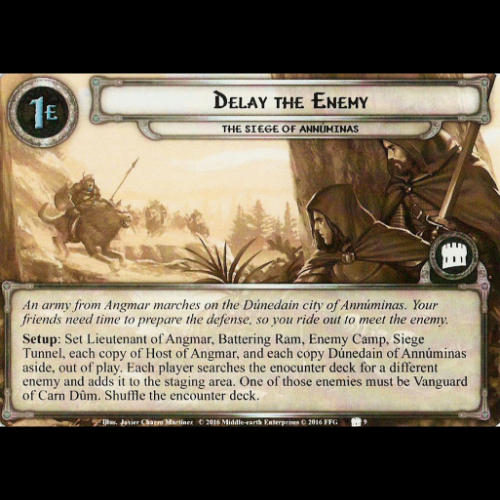 1E
DELAY THE ENEMY
THE SIEGE OF ANNÚMINAS
An army from Angmar marches on the Dúnedain city of Annúminas. Your
friends need time to prepare the defense, so you ride out to meet the enemy.
Setup: Set Lieutenant of Angmar, Battering Ram, Enemy Camp, Siege
Tunnel, each copy of Host of Angmar, and each copy Dúnedain of Annúminas
aside, out of play. Each player searches the enocunter deck for a different
enemy and adds it to the staging area. One of those enemies must be Vanguard
of Carn Dûm. Shuffle the encounter deck.
Illus. Javier Charro Martínez © 2016 Middle-earth Enterprises © 2016 FFG 9